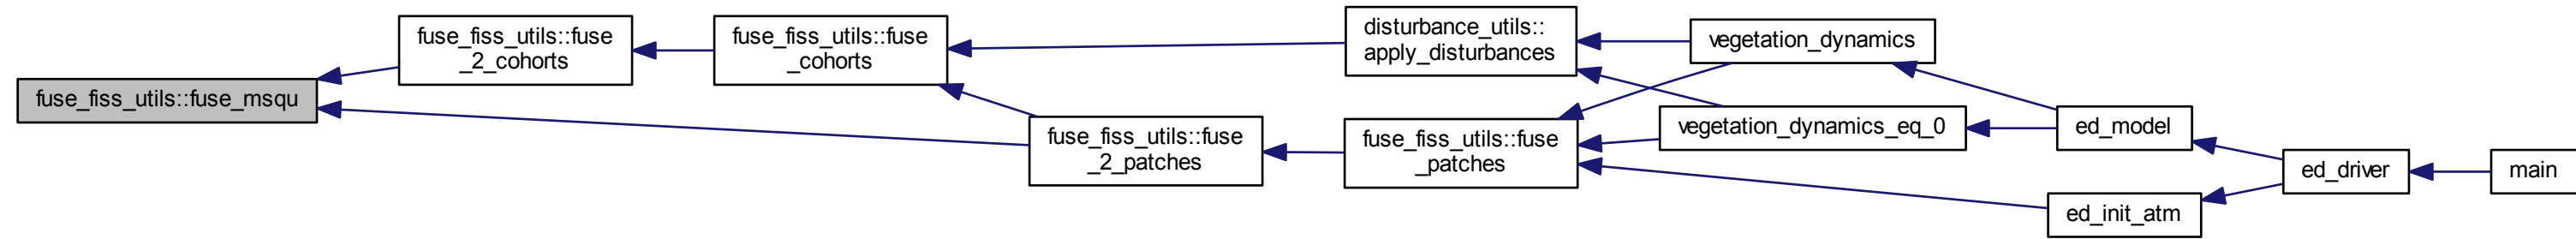 fuse_fiss_utils::fuse_msqu
fuse_fiss_utils::fuse
_2_cohorts
fuse_fiss_utils::fuse
_cohorts
fuse_fiss_utils::fuse
_2_patches
disturbance_utils::
apply_disturbances
fuse_fiss_utils::fuse
_patches
vegetation_dynamics
vegetation_dynamics_eq_0
ed_model
ed_init_atm
ed_driver
main